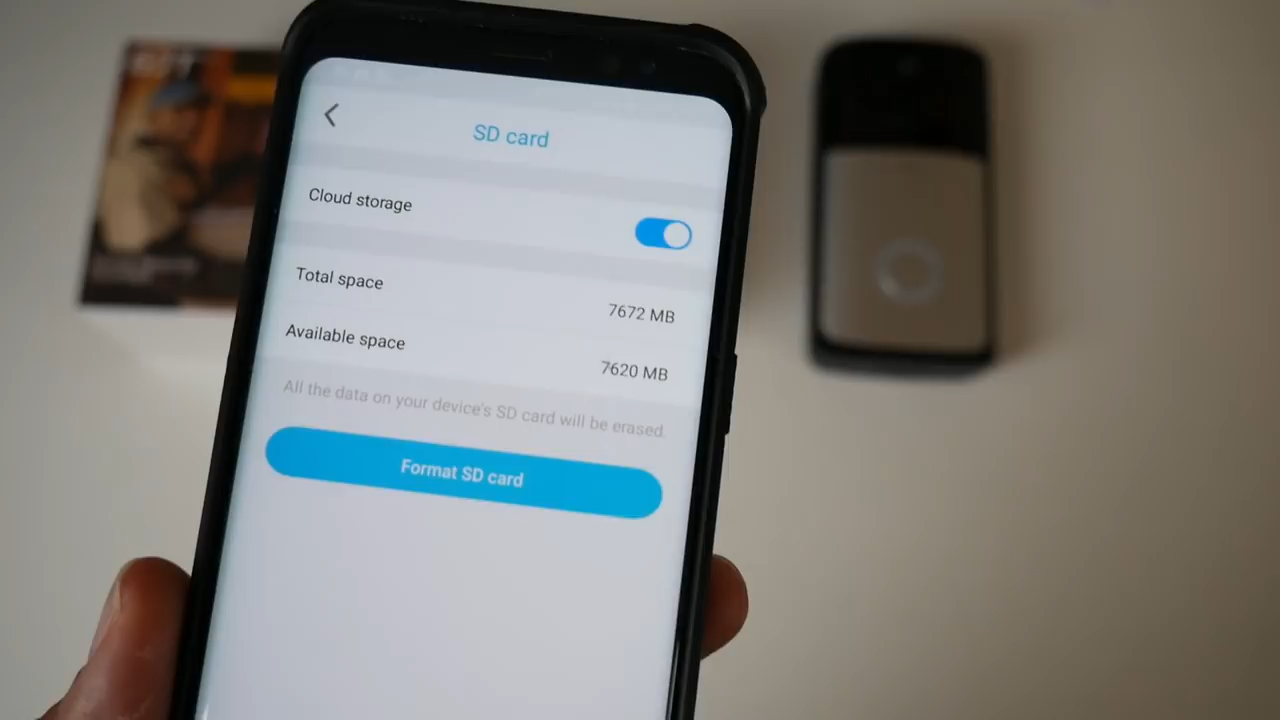 SD card
Cloud storage
Total space
7672 MB
Available space
7620 MB
All the data on your device's SD card will be erased.
Format SD card